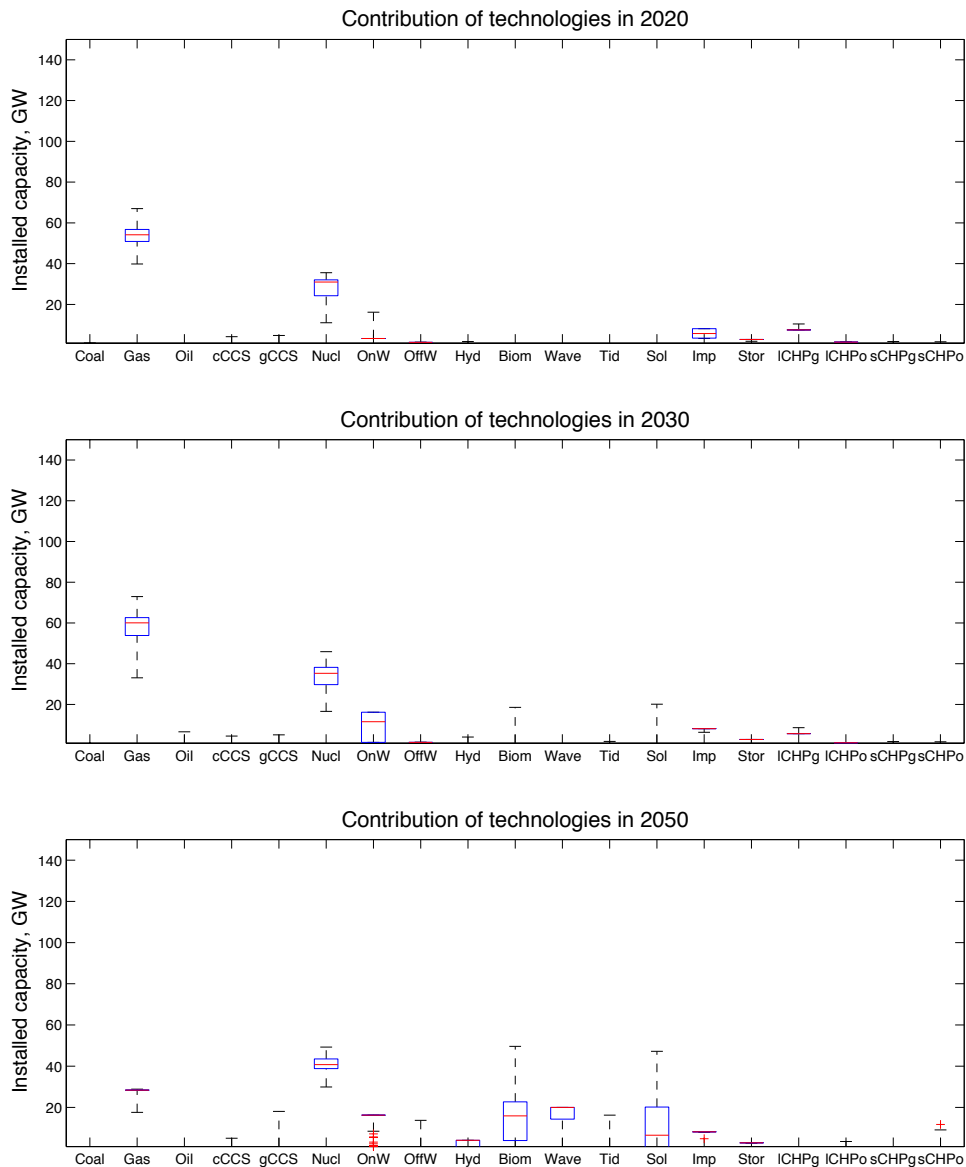 Contribution of technologies in 2020
Installed capacity, GW
140
120
100
80
60
40
20
Coal Gas Oil cCCS gCCS Nucl OnW OffW Hyd Biom Wave Tid Sol Imp Stor lCHPg lCHPo sCHPg sCHPo
Contribution of technologies in 2030
Installed capacity, GW
140
120
100
80
60
40
20
Coal Gas Oil cCCS gCCS Nucl OnW OffW Hyd Biom Wave Tid Sol Imp Stor lCHPg lCHPo sCHPg sCHPo
Contribution of technologies in 2050
Installed capacity, GW
140
120
100
80
60
40
20
Coal Gas Oil cCCS gCCS Nucl OnW OffW Hyd Biom Wave Tid Sol Imp Stor lCHPg lCHPo sCHPg sCHPo